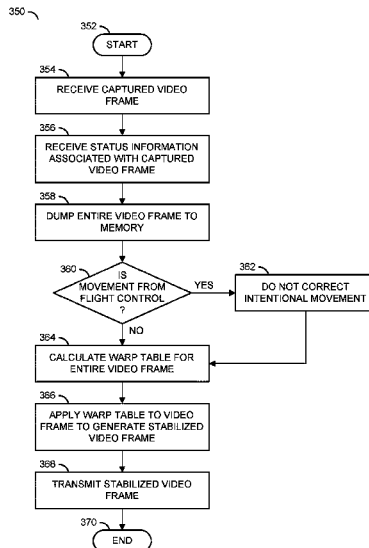 350
352
START
354
RECEIVE CAPTURED VIDEO
FRAME
356
RECEIVE STATUS INFORMATION
ASSOCIATED WITH CAPTURED
VIDEO FRAME
358
DUMP ENTIRE VIDEO FRAME TO
MEMORY
360
IS
MOVEMENT FROM
FLIGHT CONTROL
?
YES
362
DO NOT CORRECT
INTENTIONAL MOVEMENT
NO
364
CALCULATE WARP TABLE FOR
ENTIRE VIDEO FRAME
366
APPLY WARP TABLE TO VIDEO
FRAME TO GENERATE STABILIZED
VIDEO FRAME
368
TRANSMIT STABILIZED VIDEO
FRAME
370
END